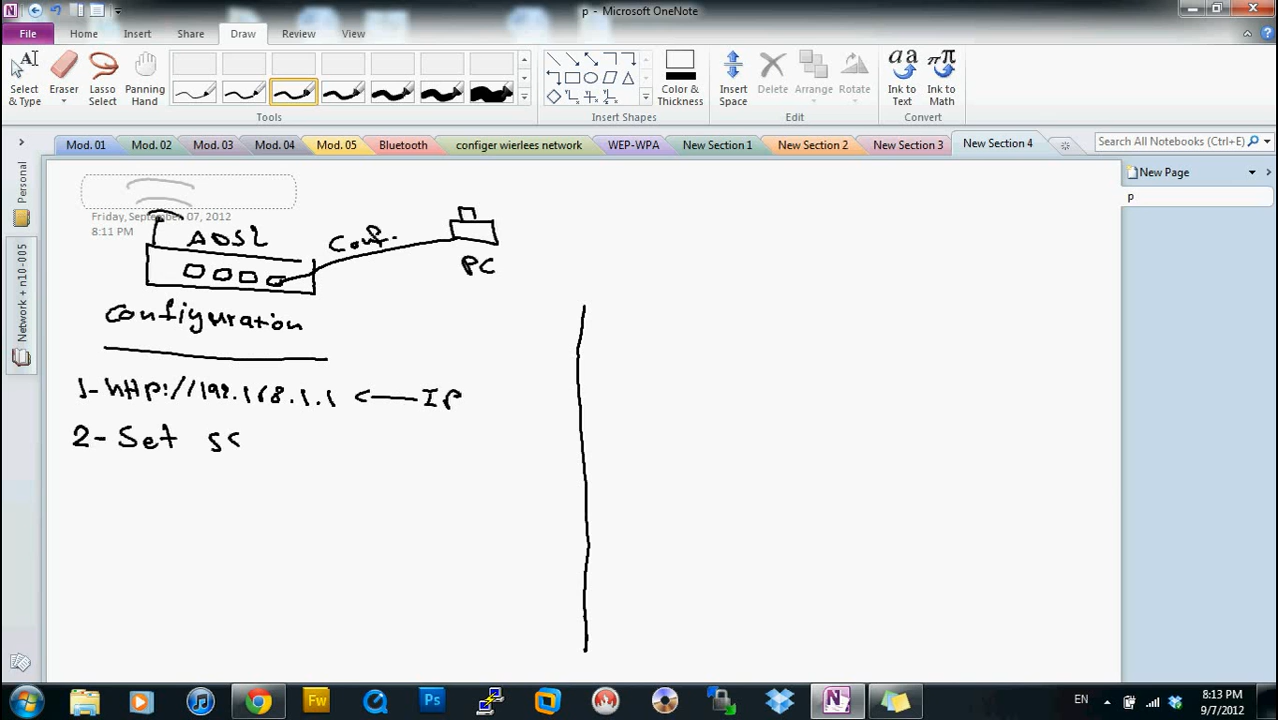 p - Microsoft OneNote
File Home Insert Share Draw Review View
Select & Type
Eraser
Lasso Select
Panning Hand
Color & Thickness
Insert Space
Delete
Arrange
Rotate
Ink to Text
Ink to Math
Tools
Insert Shapes
Edit
Convert
Mod. 01 Mod. 02 Mod. 03 Mod. 04 Mod. 05 Bluetooth configer wierlees network WEP-WPA New Section 1 New Section 2 New Section 3 New Section 4
Search All Notebooks (Ctrl+E)
New Page
p
Personal
Network + n10-005
Friday, September 07, 2012
8:11 PM
ADSL
Conf.
PC
Configuration
1- http://192.168.1.1 <— IP
2- Set
EN
8:13 PM
9/7/2012